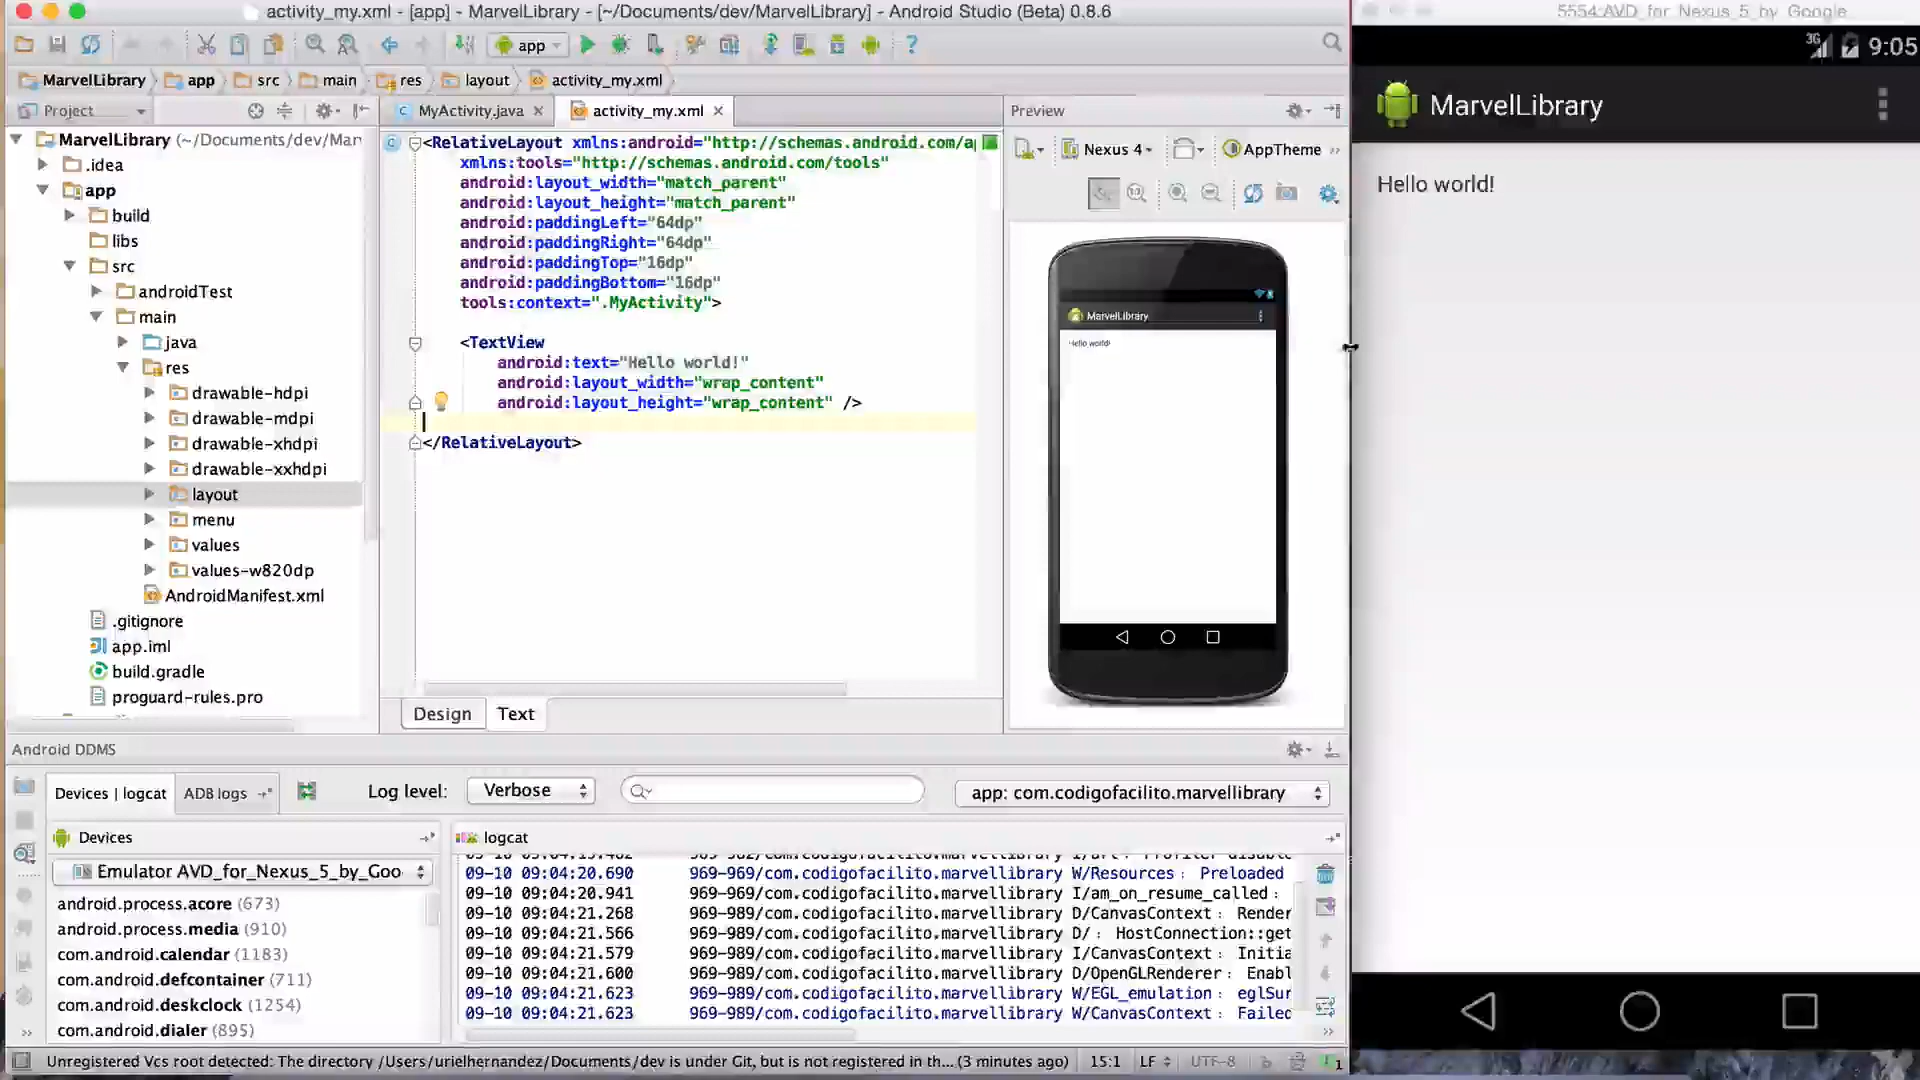 activity_my.xml - [app] - MarvelLibrary - [~/Documents/dev/MarvelLibrary] - Android Studio (Beta) 0.8.6
5554:AVD_for_Nexus_5_by_Google
app
3G 9:05
MarvelLibrary app src main res layout activity_my.xml
MarvelLibrary
Project
MyActivity.java
activity_my.xml
Preview
MarvelLibrary (~/Documents/dev/Mar
.idea
app
build
libs
src
androidTest
main
java
res
drawable-hdpi
drawable-mdpi
drawable-xhdpi
drawable-xxhdpi
layout
menu
values
values-w820dp
AndroidManifest.xml
.gitignore
app.iml
build.gradle
proguard-rules.pro
<RelativeLayout xmlns:android="http://schemas.android.com/a
xmlns:tools="http://schemas.android.com/tools"
android:layout_width="match_parent"
android:layout_height="match_parent"
android:paddingLeft="64dp"
android:paddingRight="64dp"
android:paddingTop="16dp"
android:paddingBottom="16dp"
tools:context=".MyActivity">
<TextView
android:text="Hello world!"
android:layout_width="wrap_content"
android:layout_height="wrap_content" />
</RelativeLayout>
Design Text
Nexus 4 AppTheme
MarvelLibrary
Hello world!
Hello world!
Android DDMS
Devices | logcat ADB logs Log level: Verbose app: com.codigofacilito.marvellibrary
Devices
Emulator AVD_for_Nexus_5_by_Goo
android.process.acore (673)
android.process.media (910)
com.android.calendar (1183)
com.android.defcontainer (711)
com.android.deskclock (1254)
com.android.dialer (895)
logcat
09-10 09:04:20.690 969-969/com.codigofacilito.marvellibrary W/Resources: Preloaded
09-10 09:04:20.941 969-969/com.codigofacilito.marvellibrary I/am_on_resume_called:
09-10 09:04:21.268 969-989/com.codigofacilito.marvellibrary D/CanvasContext: Render
09-10 09:04:21.566 969-989/com.codigofacilito.marvellibrary D/: HostConnection::get
09-10 09:04:21.579 969-989/com.codigofacilito.marvellibrary I/CanvasContext: Initia
09-10 09:04:21.600 969-989/com.codigofacilito.marvellibrary D/OpenGLRenderer: Enabl
09-10 09:04:21.623 969-989/com.codigofacilito.marvellibrary W/EGL_emulation: eglSur
09-10 09:04:21.623 969-989/com.codigofacilito.marvellibrary W/CanvasContext: Failed
Unregistered Vcs root detected: The directory /Users/urielhernandez/Documents/dev is under Git, but is not registered in th... (3 minutes ago) 15:1 LF UTF-8 1